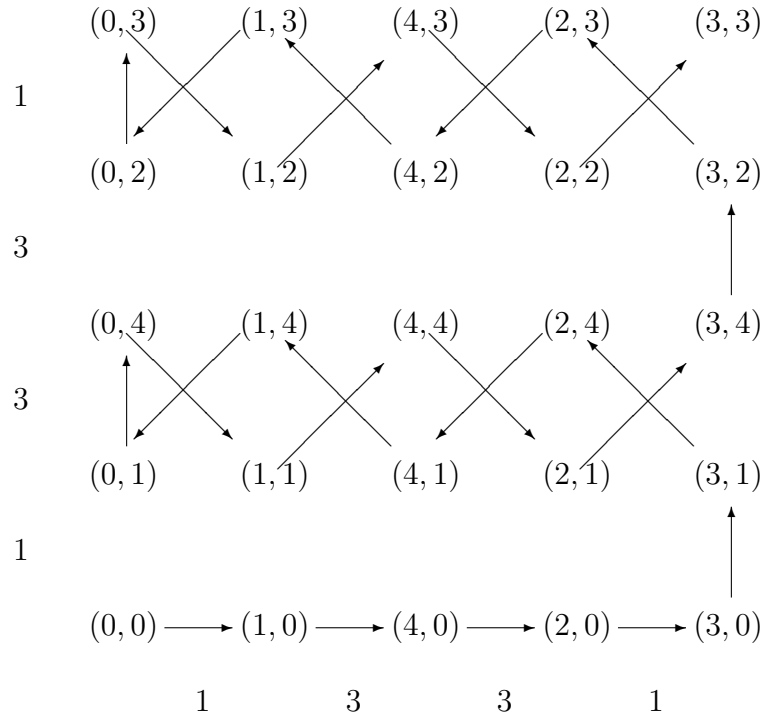 (0, 3) (1, 3) (4, 3) (2, 3) (3, 3)
1
(0, 2) (1, 2) (4, 2) (2, 2) (3, 2)
3
(0, 4) (1, 4) (4, 4) (2, 4) (3, 4)
3
(0, 1) (1, 1) (4, 1) (2, 1) (3, 1)
1
(0, 0) (1, 0) (4, 0) (2, 0) (3, 0)
1 3 3 1